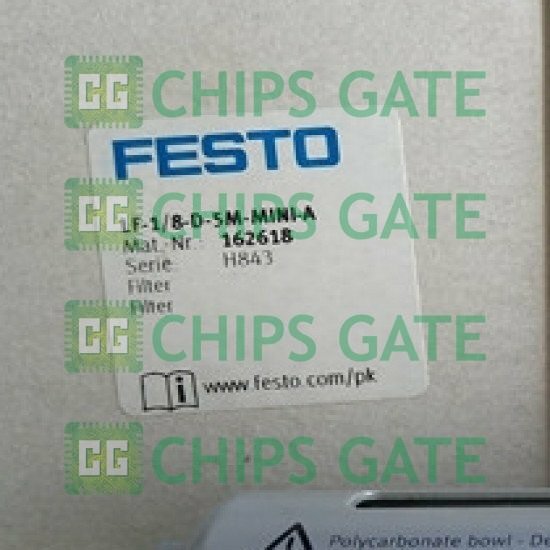 CG CHIPS GATE
FESTO
CG CHIPS GATE
LF-1/8-D-5M-MINI-A
Mat.-Nr.: 162618
Serie H843
Filter
Filter
CG CHIPS GATE
www.festo.com/pk
CG CHIPS GATE
Polycarbonate bowl - De